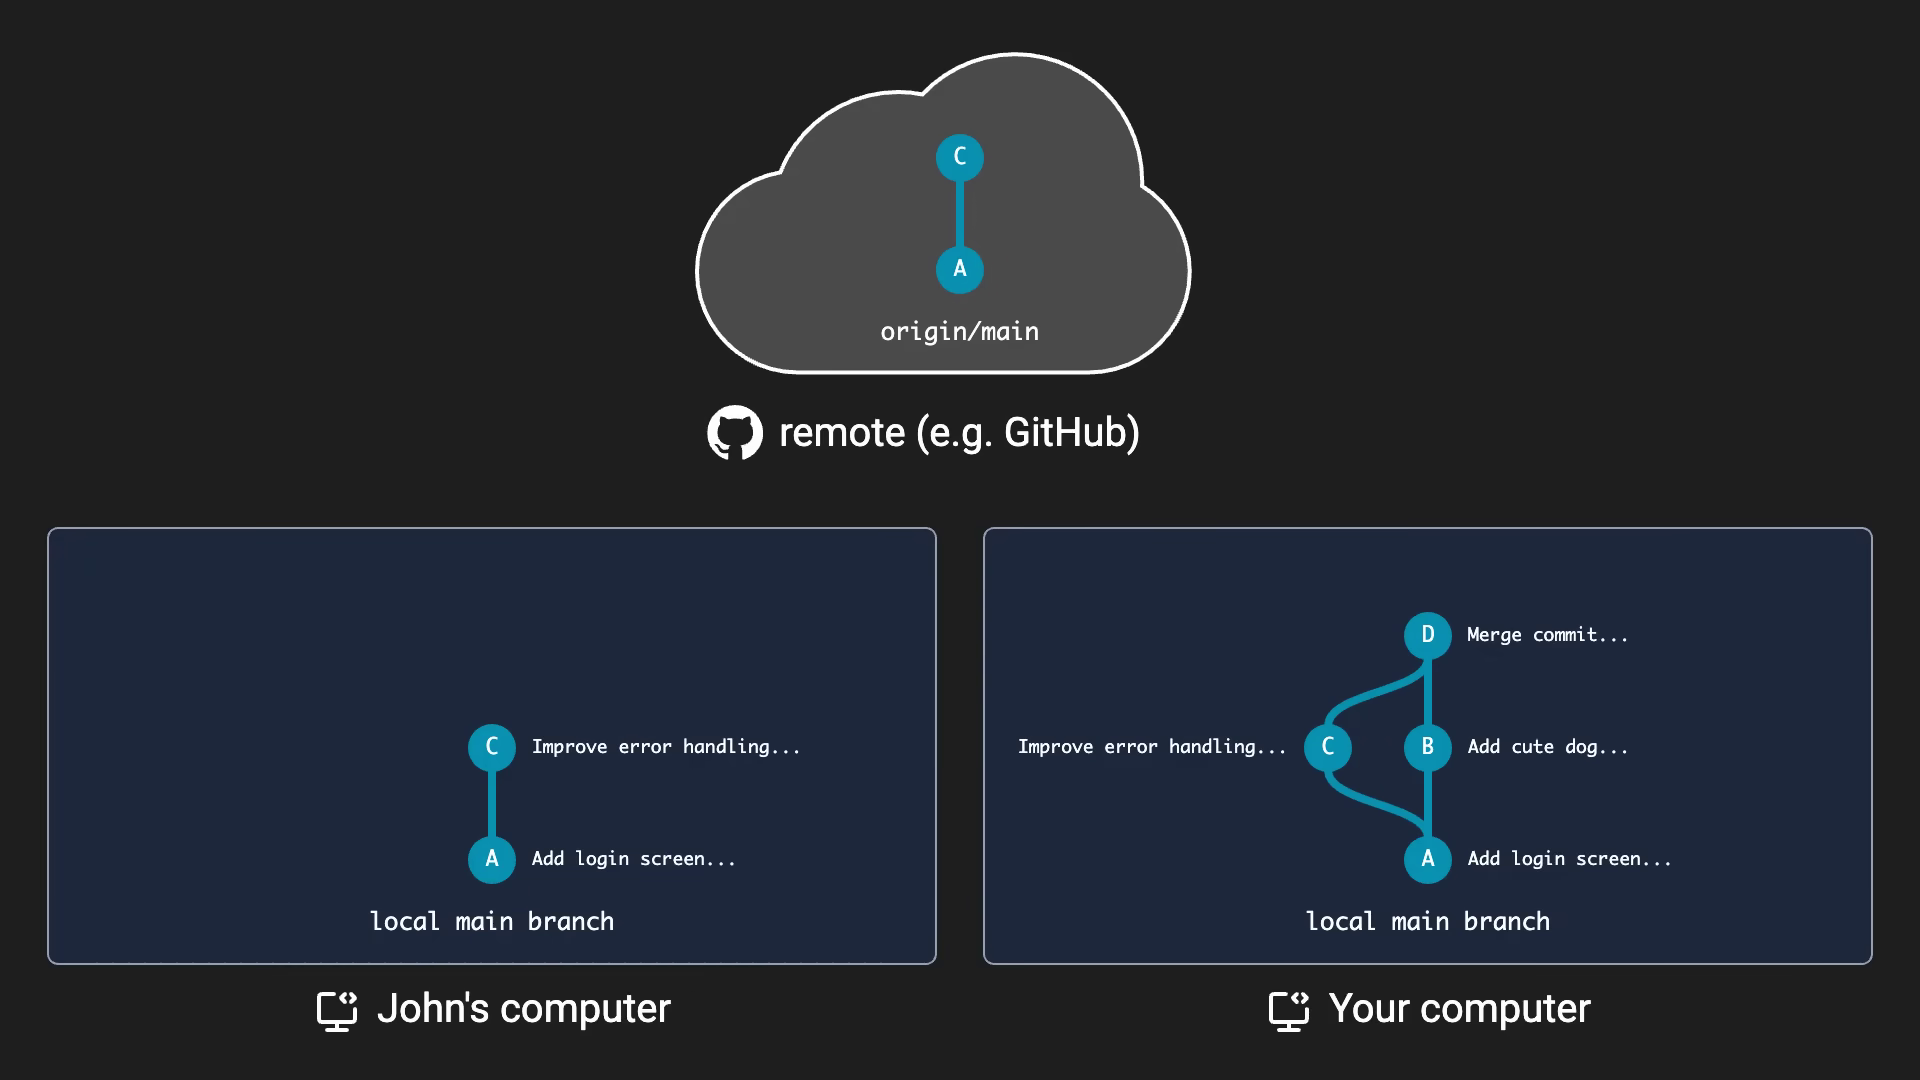 C
A
origin/main
remote (e.g. GitHub)
C Improve error handling...
A Add login screen...
local main branch
John's computer
D Merge commit...
Improve error handling... C B Add cute dog...
A Add login screen...
local main branch
Your computer